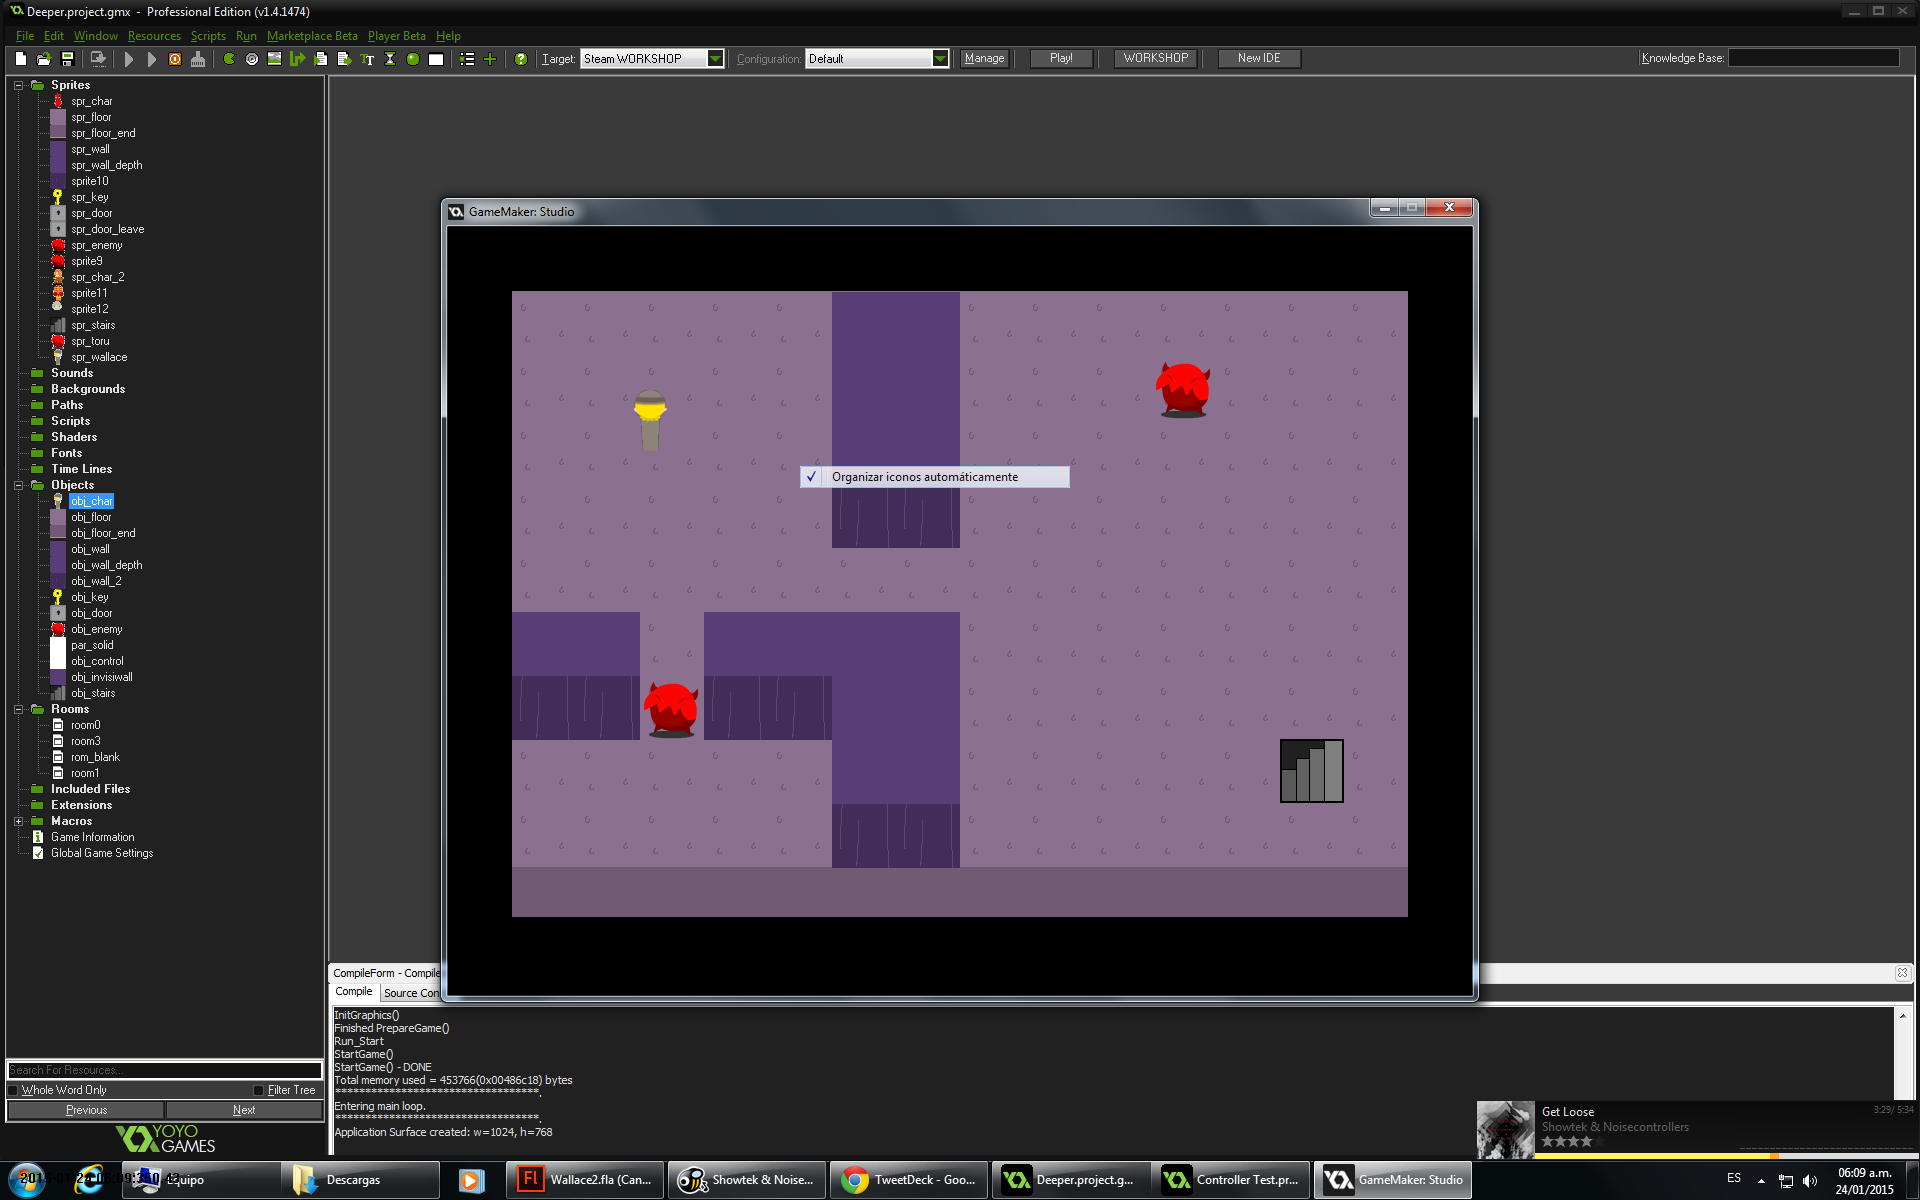 Deeper.project.gmx - Professional Edition (v1.4.1474)
File Edit Window Resources Scripts Run Marketplace Beta Player Beta Help
Target: Steam WORKSHOP Configuration: Default Manage Play! WORKSHOP New IDE Knowledge Base:
Sprites
spr_char
spr_floor
spr_floor_end
spr_wall
spr_wall_depth
sprite10
spr_key
spr_door
spr_door_leave
spr_enemy
sprite9
spr_char_2
sprite11
sprite12
spr_stairs
spr_toru
spr_wallace
Sounds
Backgrounds
Paths
Scripts
Shaders
Fonts
Time Lines
Objects
obj_char
obj_floor
obj_floor_end
obj_wall
obj_wall_depth
obj_wall_2
obj_key
obj_door
obj_enemy
par_solid
obj_control
obj_invisiwall
obj_stairs
Rooms
room0
room3
rom_blank
room1
Included Files
Extensions
Macros
Game Information
Global Game Settings
Search For Resources...
Whole Word Only Filter Tree
Previous Next
YOYO
GAMES
GameMaker: Studio
Organizar iconos automáticamente
CompileForm - Compile
Compile Source Con
InitGraphics()
Finished PrepareGame()
Run_Start
StartGame()
StartGame() - DONE
Total memory used = 453766(0x00486c18) bytes
**********************************.
Entering main loop.
**********************************.
Application Surface created: w=1024, h=768
Get Loose 3:29/ 5:34
Showtek & Noisecontrollers
Equipo
Descargas
Wallace2.fla (Can...
Showtek & Noise...
TweetDeck - Goo...
Deeper.project.g...
Controller Test.pr...
GameMaker: Studio
ES
06:09 a.m.
24/01/2015